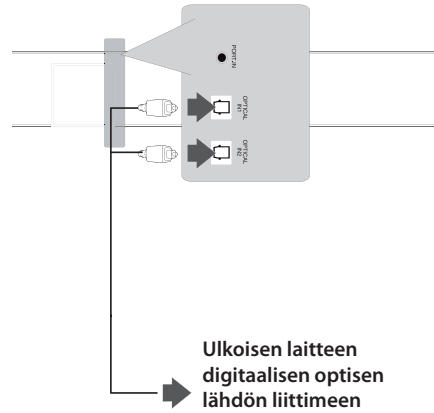 PORT.IN
OPTICAL
IN1
OPTICAL
IN2
Ulkoisen laitteen
digitaalisen optisen
lähdön liittimeen